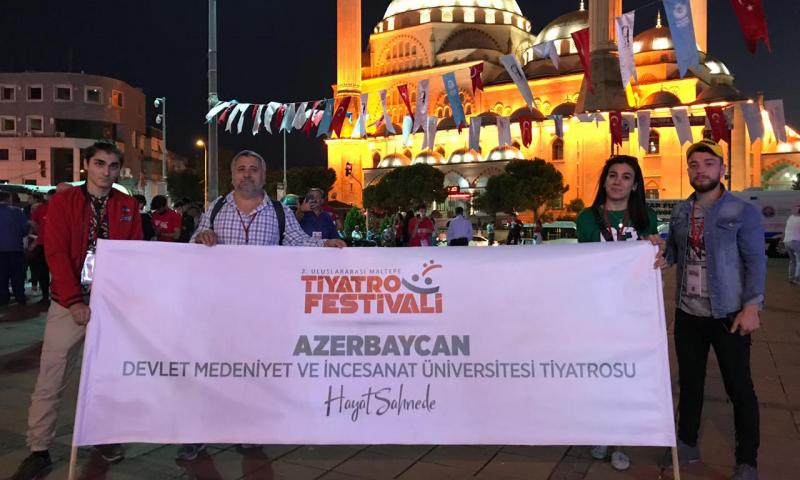 2. ULUSLARARASI MALTEPE
TİYATRO
FESTİVALİ
AZERBAYCAN
DEVLET MEDENİYET VE İNCESANAT ÜNİVERSİTESİ TİYATROSU
Hayat Sahnede